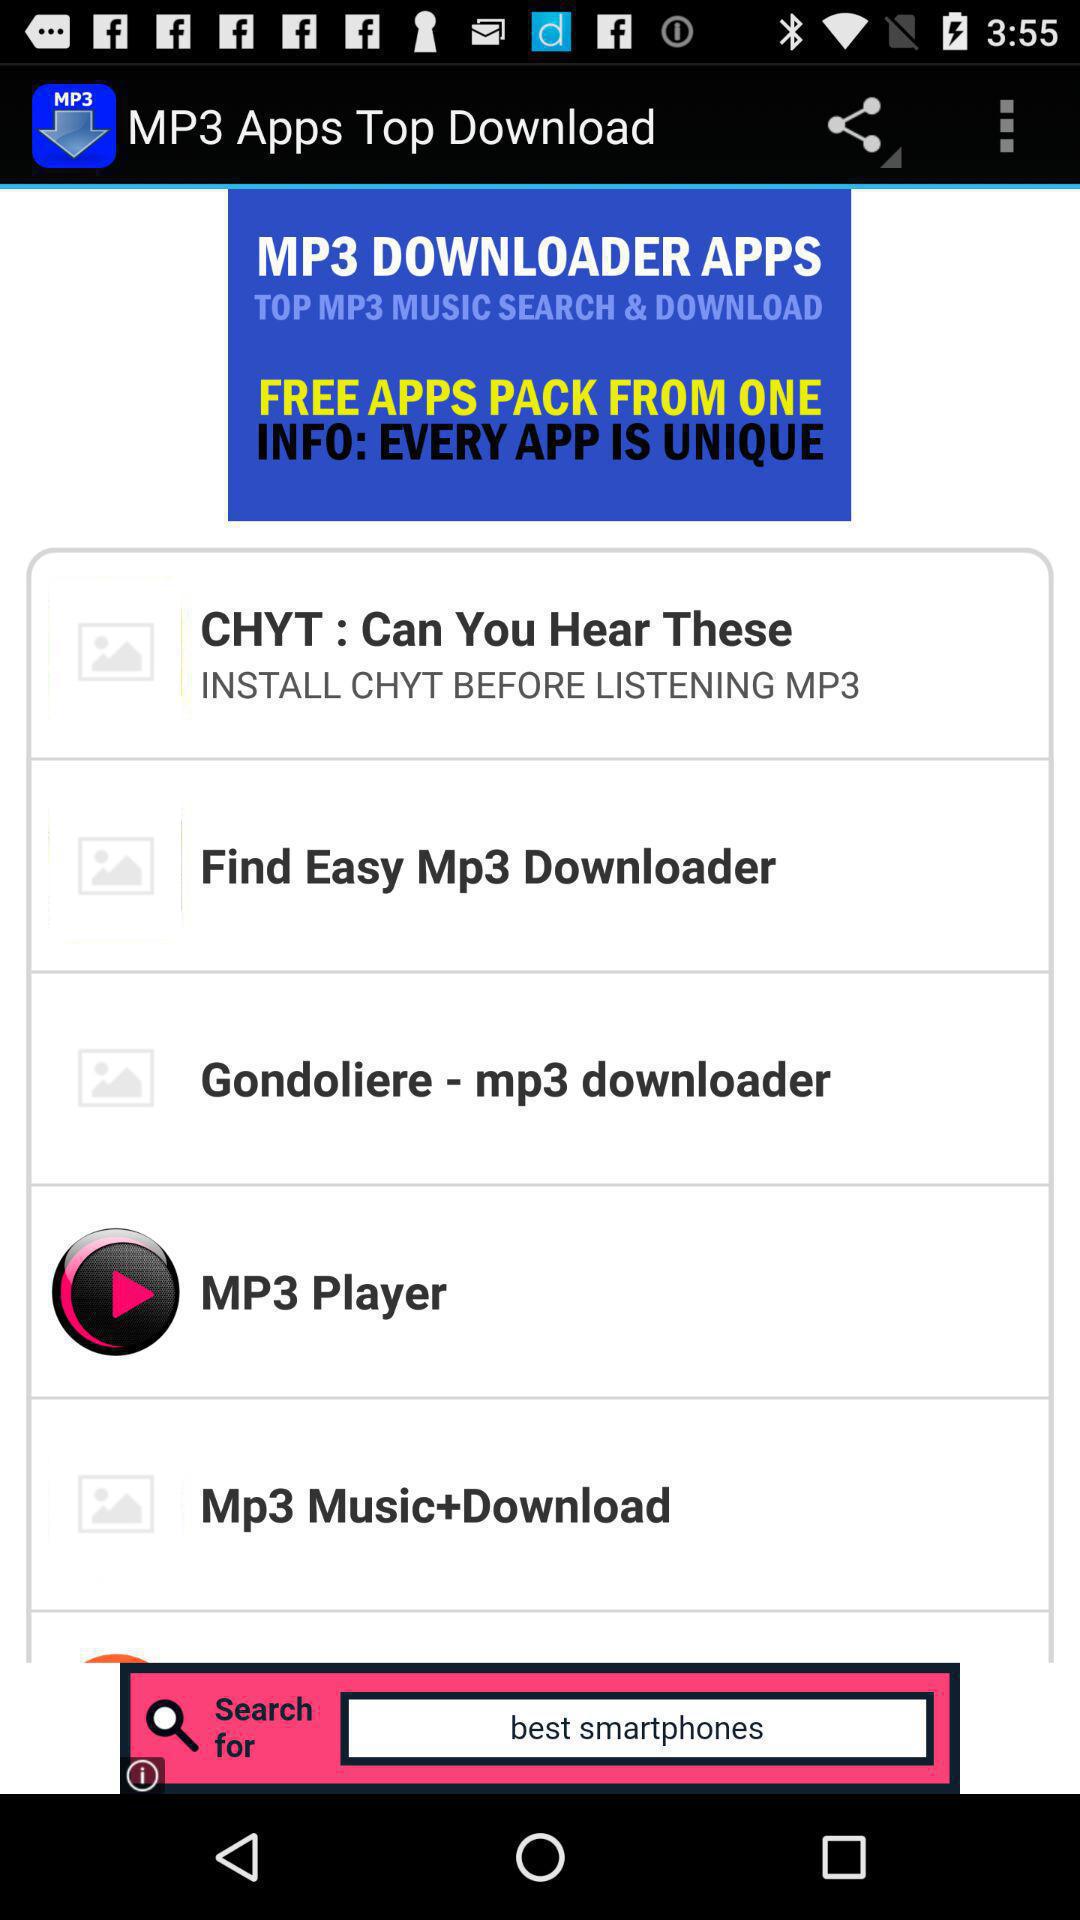 3:55
MP3
MP3 Apps Top Download
MP3 DOWNLOADER APPS
TOP MP3 MUSIC SEARCH & DOWNLOAD
FREE APPS PACK FROM ONE
INFO: EVERY APP IS UNIQUE
CHYT : Can You Hear These
INSTALL CHYT BEFORE LISTENING MP3
Find Easy Mp3 Downloader
Gondoliere - mp3 downloader
MP3 Player
Mp3 Music+Download
Search
for
best smartphones